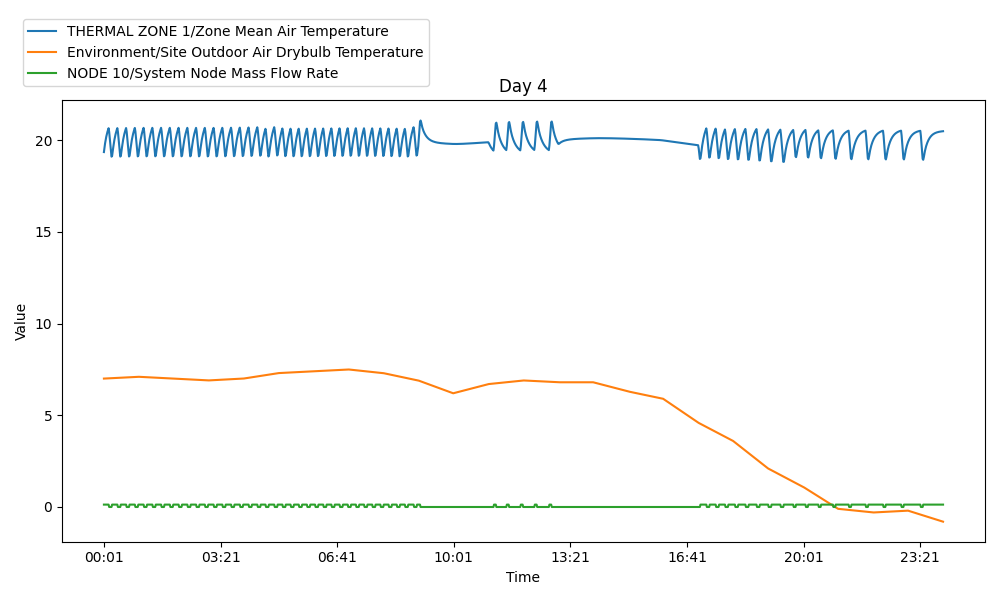 THERMAL ZONE 1/Zone Mean Air Temperature
Environment/Site Outdoor Air Drybulb Temperature
NODE 10/System Node Mass Flow Rate
Day 4
Value
20
15
10
5
0
00:01 03:21 06:41 10:01 13:21 16:41 20:01 23:21
Time